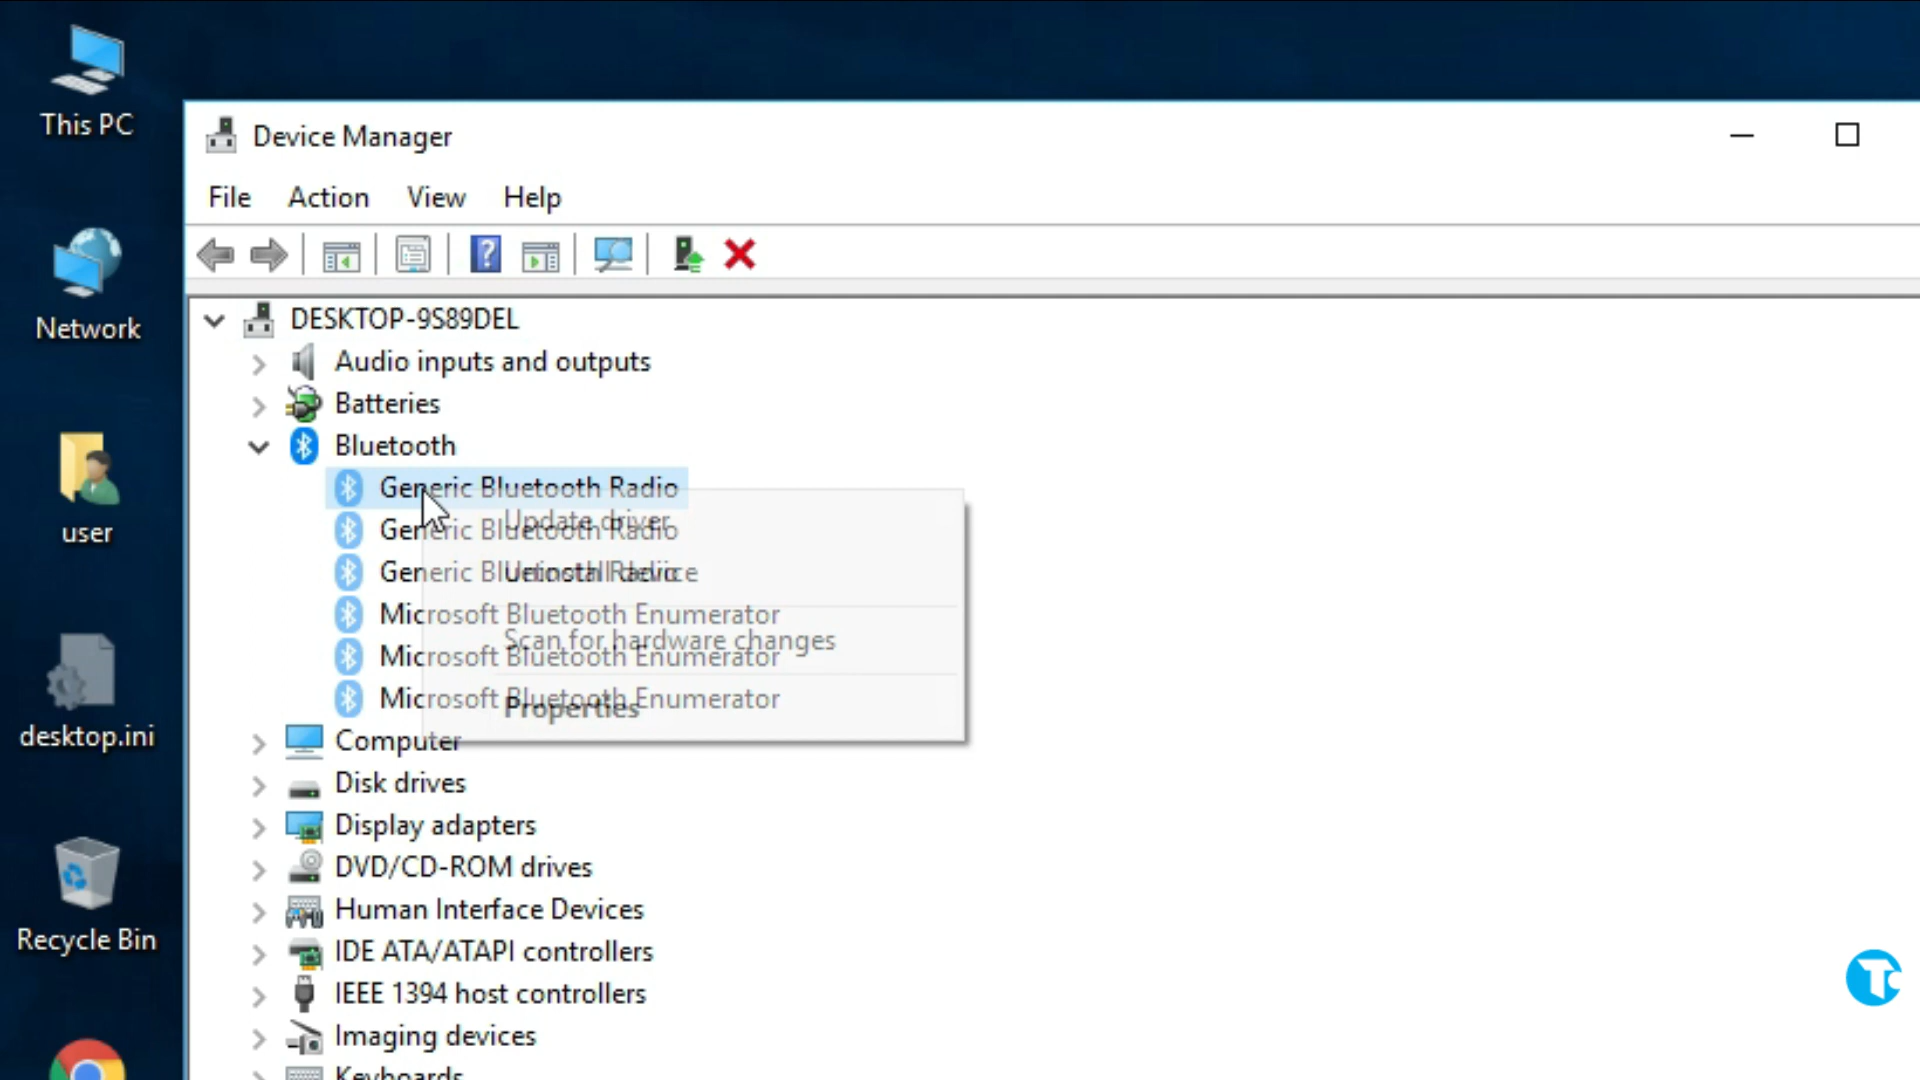 This PC
Network
user
desktop.ini
Recycle Bin
Device Manager
File Action View Help
DESKTOP-9S89DEL
Audio inputs and outputs
Batteries
Bluetooth
Generic Bluetooth Radio
Generic Bluetooth Radio
Generic Bluetooth Radio
Microsoft Bluetooth Enumerator
Microsoft Bluetooth Enumerator
Microsoft Bluetooth Enumerator
Update driver
Uninstall device
Scan for hardware changes
Properties
Computer
Disk drives
Display adapters
DVD/CD-ROM drives
Human Interface Devices
IDE ATA/ATAPI controllers
IEEE 1394 host controllers
Imaging devices
Keyboards